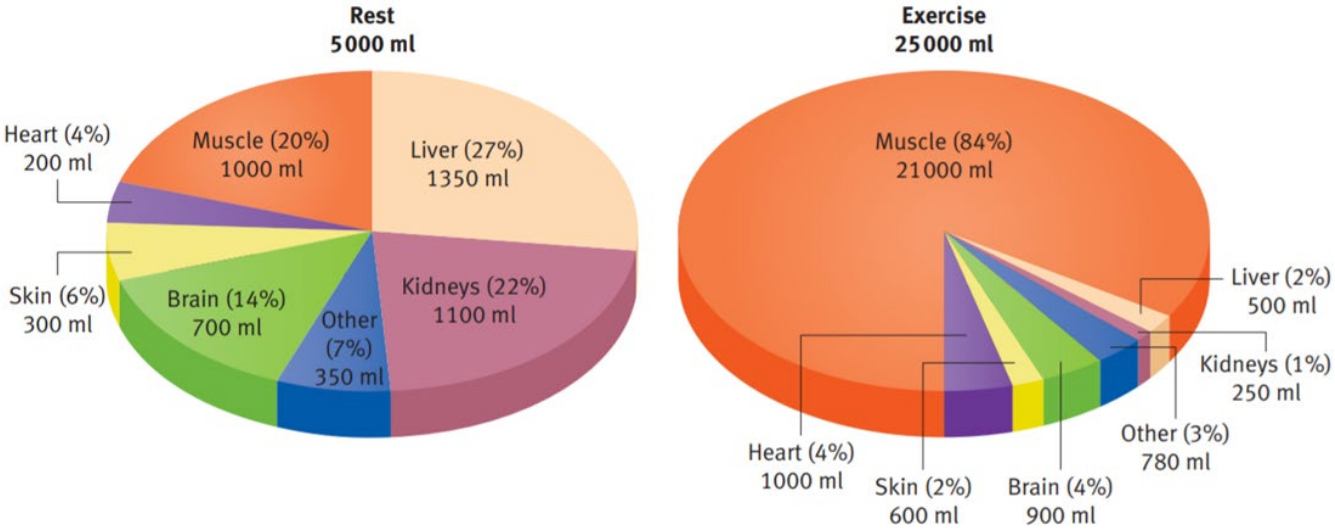 Rest
5000 ml
Heart (4%)
200 ml
Muscle (20%)
1000 ml
Liver (27%)
1350 ml
Skin (6%)
300 ml
Brain (14%)
700 ml
Other
(7%)
350 ml
Kidneys (22%)
1100 ml
Exercise
25000 ml
Muscle (84%)
21000 ml
Liver (2%)
500 ml
Kidneys (1%)
250 ml
Other (3%)
780 ml
Heart (4%)
1000 ml
Skin (2%)
600 ml
Brain (4%)
900 ml